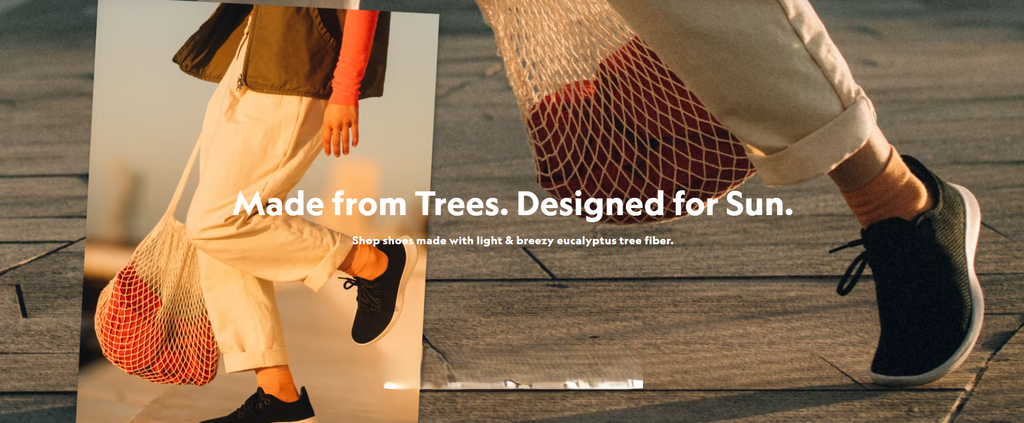 Made from Trees. Designed for Sun.
Shop shoes made with light & breezy eucalyptus tree fiber.